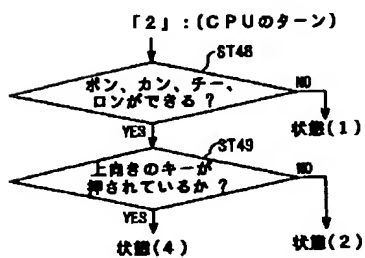 「2」:(CPUのターン)
ST48
ポン、カン、チー、
ロンができる?
NO
YES
状態(1)
ST49
上向きのキーが
押されているか?
NO
YES
状態(4)
状態(2)